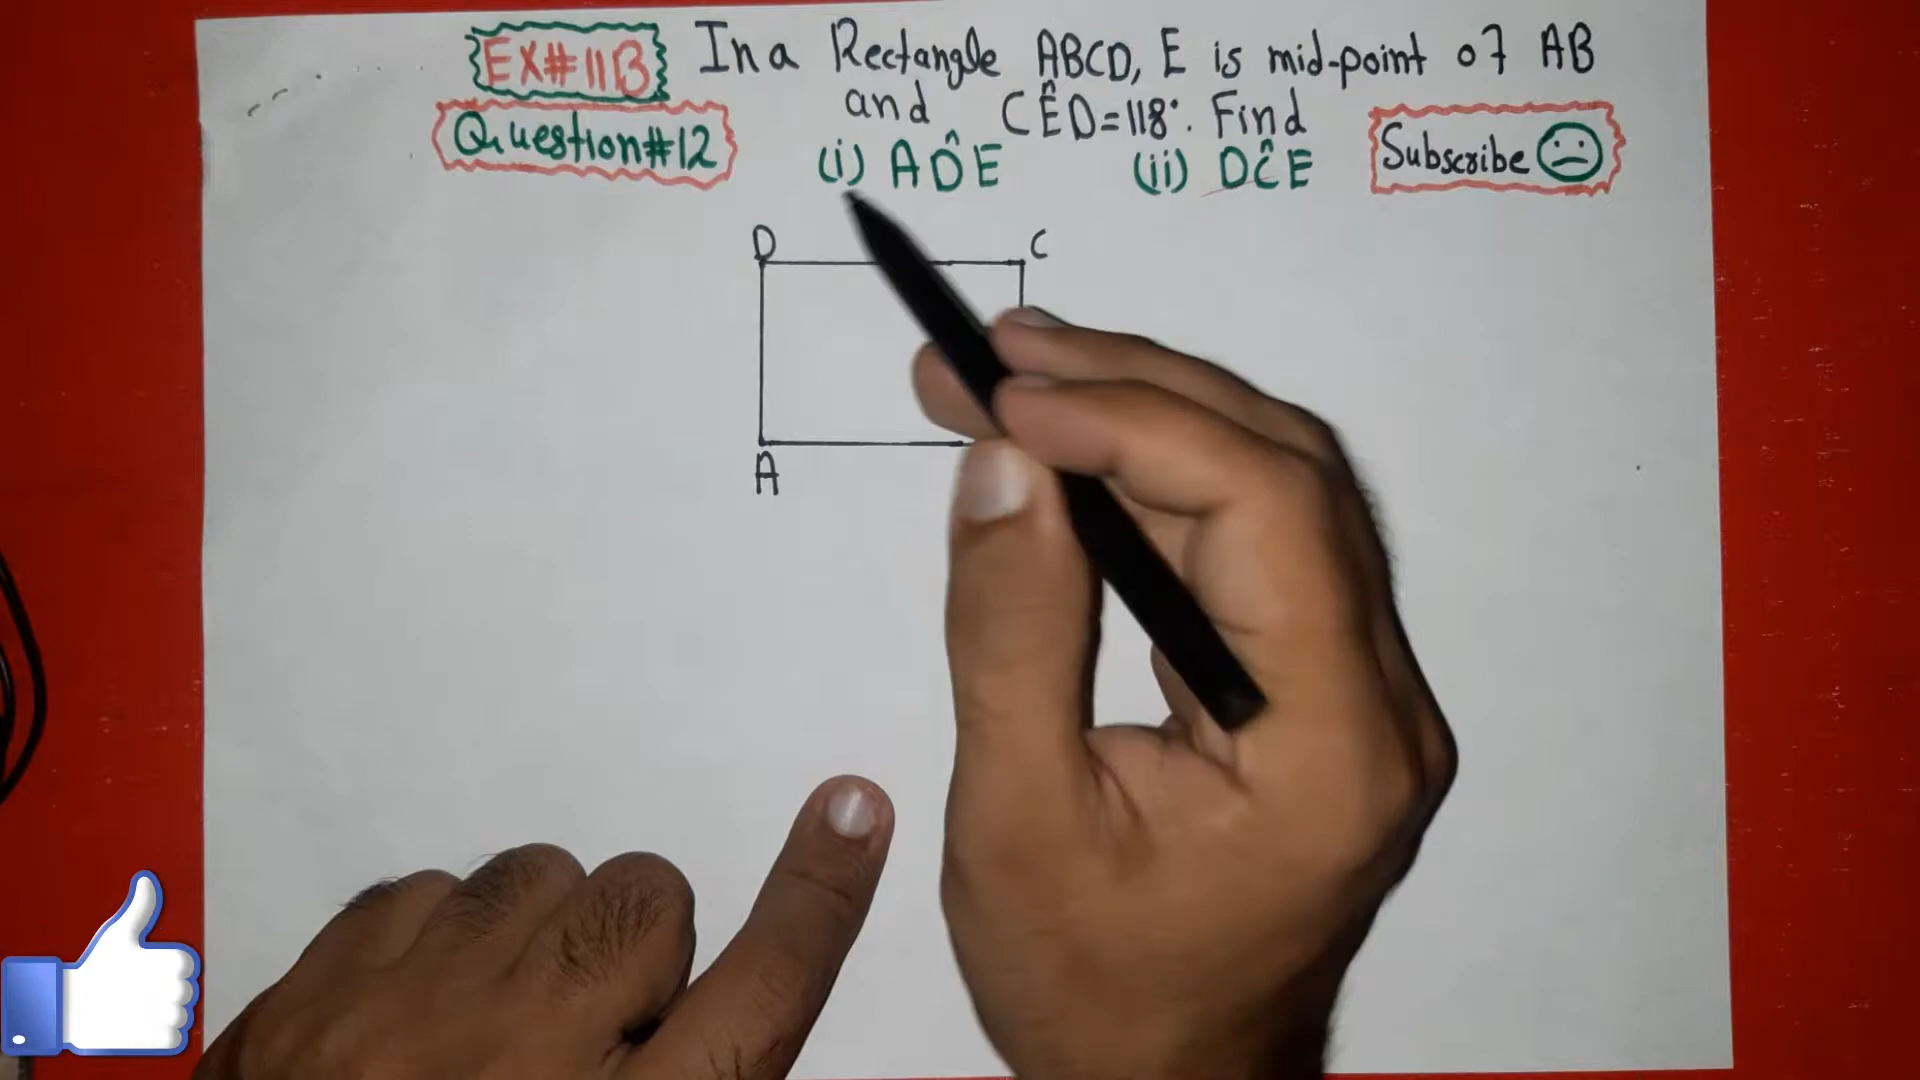 EX#11B
Question#12
In a Rectangle ABCD, E is mid-point of AB
and CÊD=118°. Find
(i) AD̂E (ii) DĈE
Subscribe
D C
A